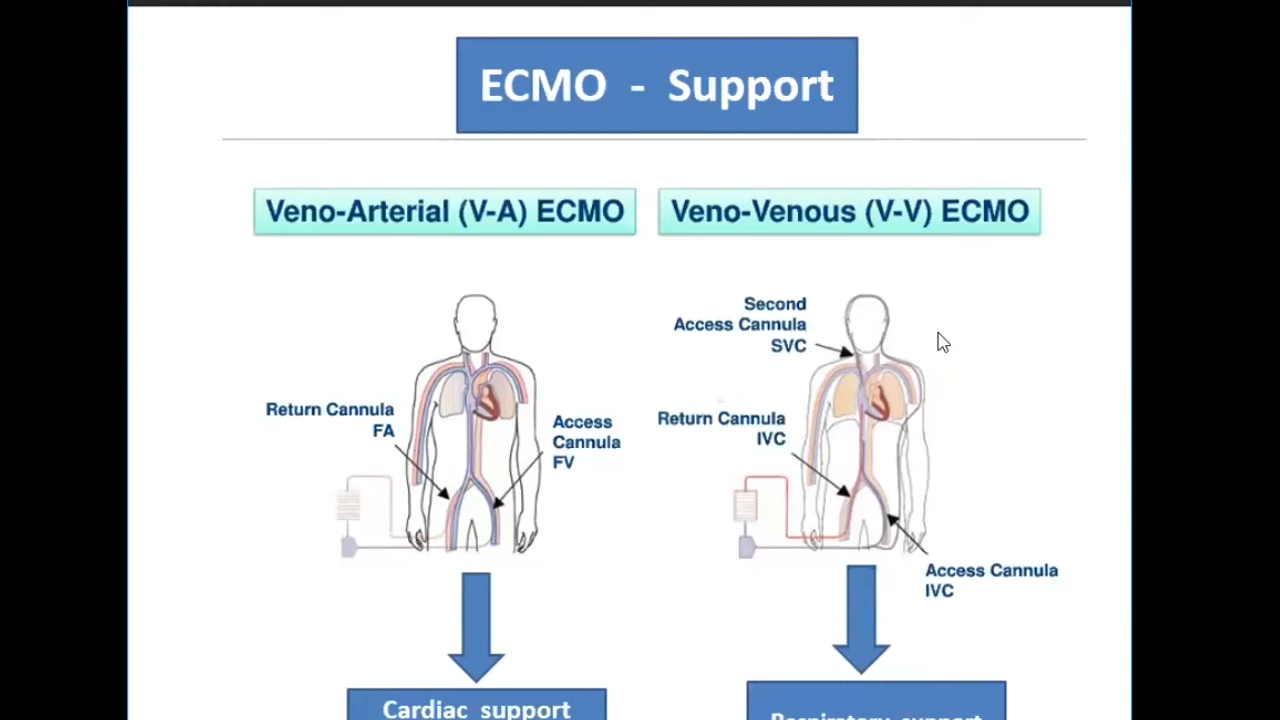 ECMO - Support
Veno-Arterial (V-A) ECMO
Veno-Venous (V-V) ECMO
Return Cannula
FA
Access
Cannula
FV
Second
Access Cannula
SVC
Return Cannula
IVC
Access Cannula
IVC
Cardiac support
Respiratory support